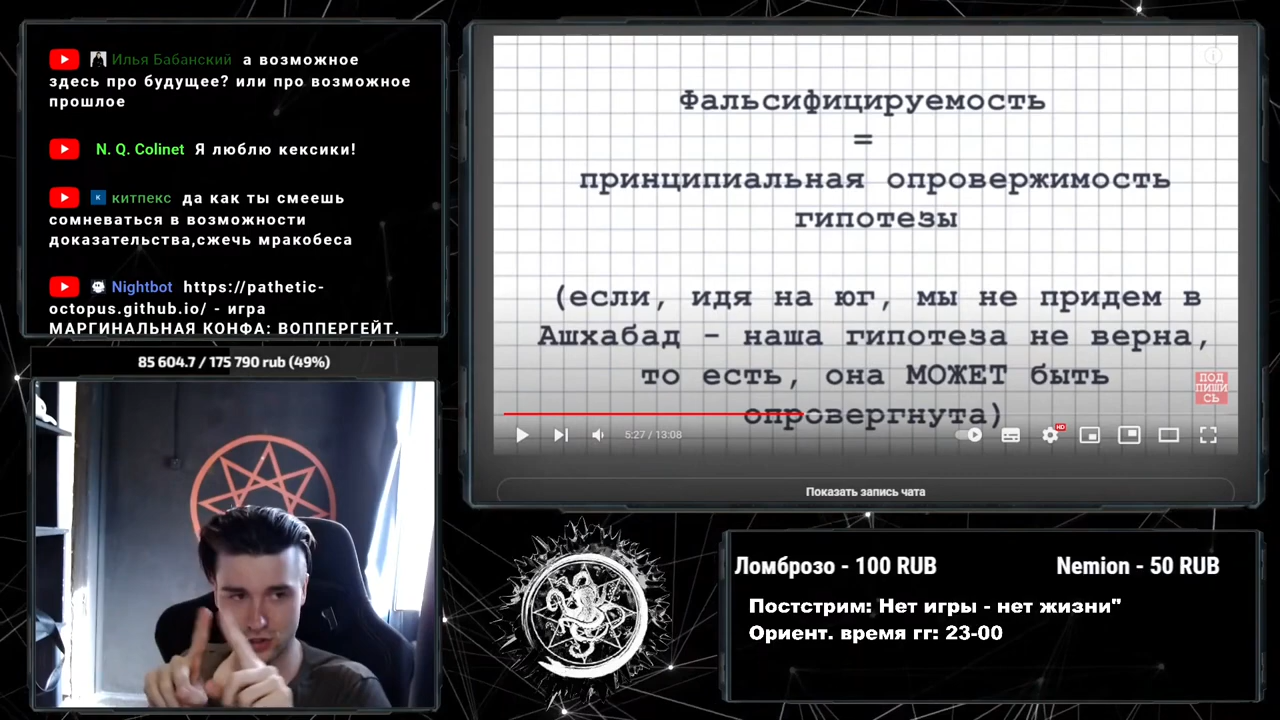 Илья Бабанский а возможное
здесь про будущее? или про возможное
прошлое
N. Q. Colinet Я люблю кексики!
К китпекс да как ты смеешь
сомневаться в возможности
доказательства,сжечь мракобеса
Nightbot https://pathetic-
octopus.github.io/ - игра
МАРГИНАЛЬНАЯ КОНФА: ВОППЕРГЕЙТ.
85 604.7 / 175 790 rub (49%)
Фальсифицируемость
=
принципиальная опровержимость
гипотезы
(если, идя на юг, мы не придем в
Ашхабад - наша гипотеза не верна,
то есть, она МОЖЕТ быть
опровергнута)
ПОД
ПИШИ
СЬ
5:27 / 13:08
HD
Показать запись чата
Ломброзо - 100 RUB
Nemion - 50 RUB
Постстрим: Нет игры - нет жизни"
Ориент. время гг: 23-00